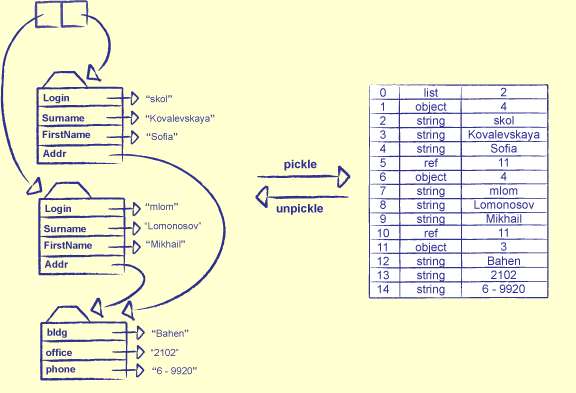 Login "skol"
Surname "Kovalevskaya"
FirstName "Sofia"
Addr
Login "mlom"
Surname "Lomonosov"
FirstName "Mikhail"
Addr
bldg "Bahen"
office "2102"
phone "6 - 9920"
pickle
unpickle
0 list 2
1 object 4
2 string skol
3 string Kovalevskaya
4 string Sofia
5 ref 11
6 object 4
7 string mlom
8 string Lomonosov
9 string Mikhail
10 ref 11
11 object 3
12 string Bahen
13 string 2102
14 string 6 - 9920